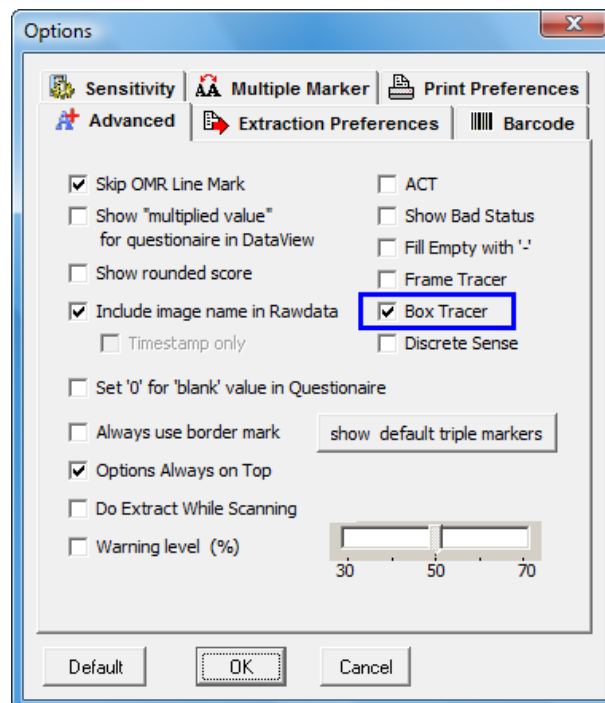 Options
Sensitivity
Multiple Marker
Print Preferences
Advanced
Extraction Preferences
Barcode
Skip OMR Line Mark
Show "multiplied value"
for questionaire in DataView
Show rounded score
Include image name in Rawdata
Timestamp only
ACT
Show Bad Status
Fill Empty with '-'
Frame Tracer
Box Tracer
Discrete Sense
Set '0' for 'blank' value in Questionaire
Always use border mark
show default triple markers
Options Always on Top
Do Extract While Scanning
Warning level (%)
30 50 70
Default
OK
Cancel